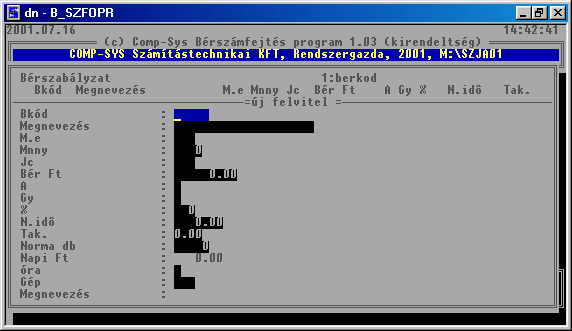 dn - B_SZFOPR
2001.07.16 14:42:41
(c) Comp-Sys Bérszámfejtés program 1.03 (kirendeltség)
COMP-SYS Számítástechnikai KFT, Rendszergazda, 2001, M:\SZJA01
Bérszabályzat 1:berkod
Bkód Megnevezés M.e Mnny Jc Bér Ft A Gy % N.idô Tak.
=új felvitel=
Bkód :
Megnevezés :
M.e :
Mnny : 0
Jc :
Bér Ft : 0.00
A :
Gy :
% : 0
N.idô : 0.00
Tak. : 0.00
Norma db : 0
Napi Ft : 0.00
óra :
Gép :
Megnevezés :